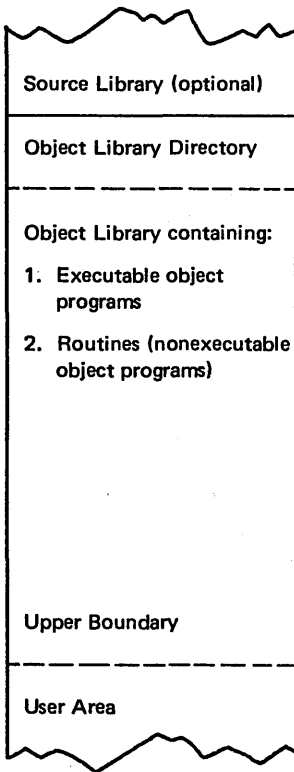 Source Library (optional)
Object Library Directory
Object Library containing:
1. Executable object
programs
2. Routines (nonexecutable
object programs)
Upper Boundary
User Area